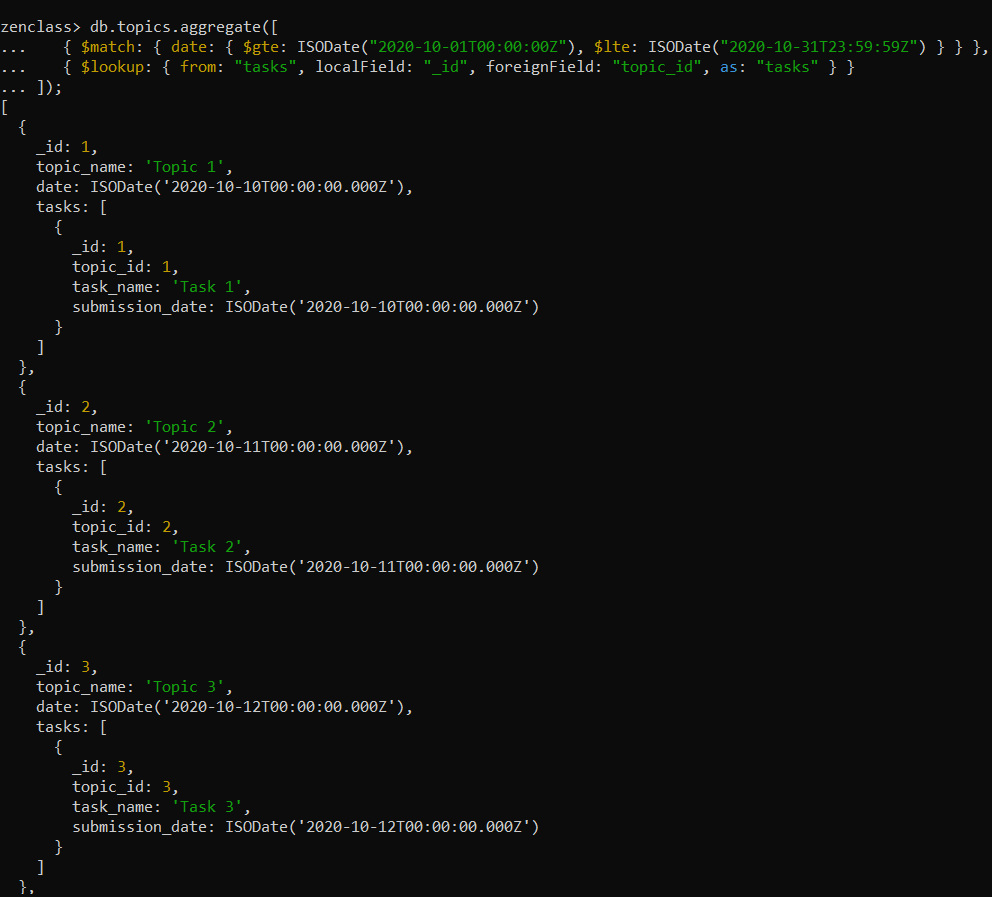 zenclass> db.topics.aggregate([
...    { $match: { date: { $gte: ISODate("2020-10-01T00:00:00Z"), $lte: ISODate("2020-10-31T23:59:59Z") } } },
...    { $lookup: { from: "tasks", localField: "_id", foreignField: "topic_id", as: "tasks" } }
... ]);
[
  {
    _id: 1,
    topic_name: 'Topic 1',
    date: ISODate('2020-10-10T00:00:00.000Z'),
    tasks: [
      {
        _id: 1,
        topic_id: 1,
        task_name: 'Task 1',
        submission_date: ISODate('2020-10-10T00:00:00.000Z')
      }
    ]
  },
  {
    _id: 2,
    topic_name: 'Topic 2',
    date: ISODate('2020-10-11T00:00:00.000Z'),
    tasks: [
      {
        _id: 2,
        topic_id: 2,
        task_name: 'Task 2',
        submission_date: ISODate('2020-10-11T00:00:00.000Z')
      }
    ]
  },
  {
    _id: 3,
    topic_name: 'Topic 3',
    date: ISODate('2020-10-12T00:00:00.000Z'),
    tasks: [
      {
        _id: 3,
        topic_id: 3,
        task_name: 'Task 3',
        submission_date: ISODate('2020-10-12T00:00:00.000Z')
      }
    ]
  },